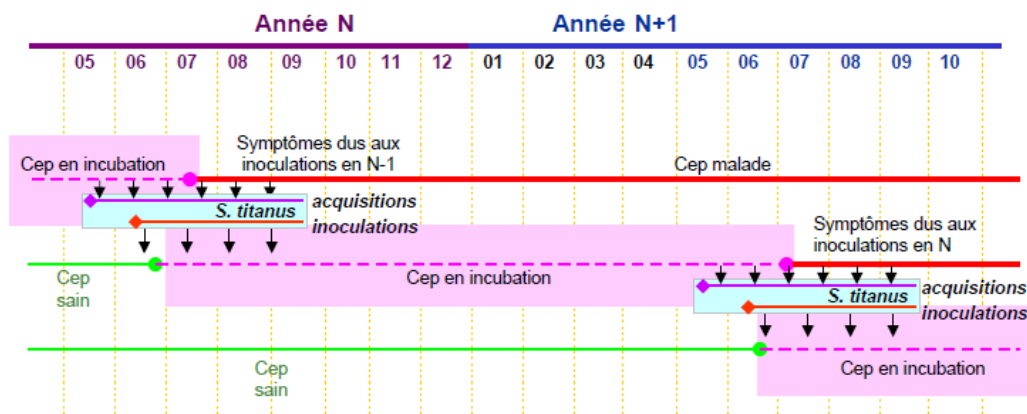 Année N
Année N+1
05 06 07 08 09 10 11 12 01 02 03 04 05 06 07 08 09 10
Cep en incubation
Symptômes dus aux
inoculations en N-1
Cep malade
S. titanus
acquisitions
inoculations
Cep
sain
Cep en incubation
Symptômes dus aux
inoculations en N
S. titanus
acquisitions
inoculations
Cep
sain
Cep en incubation